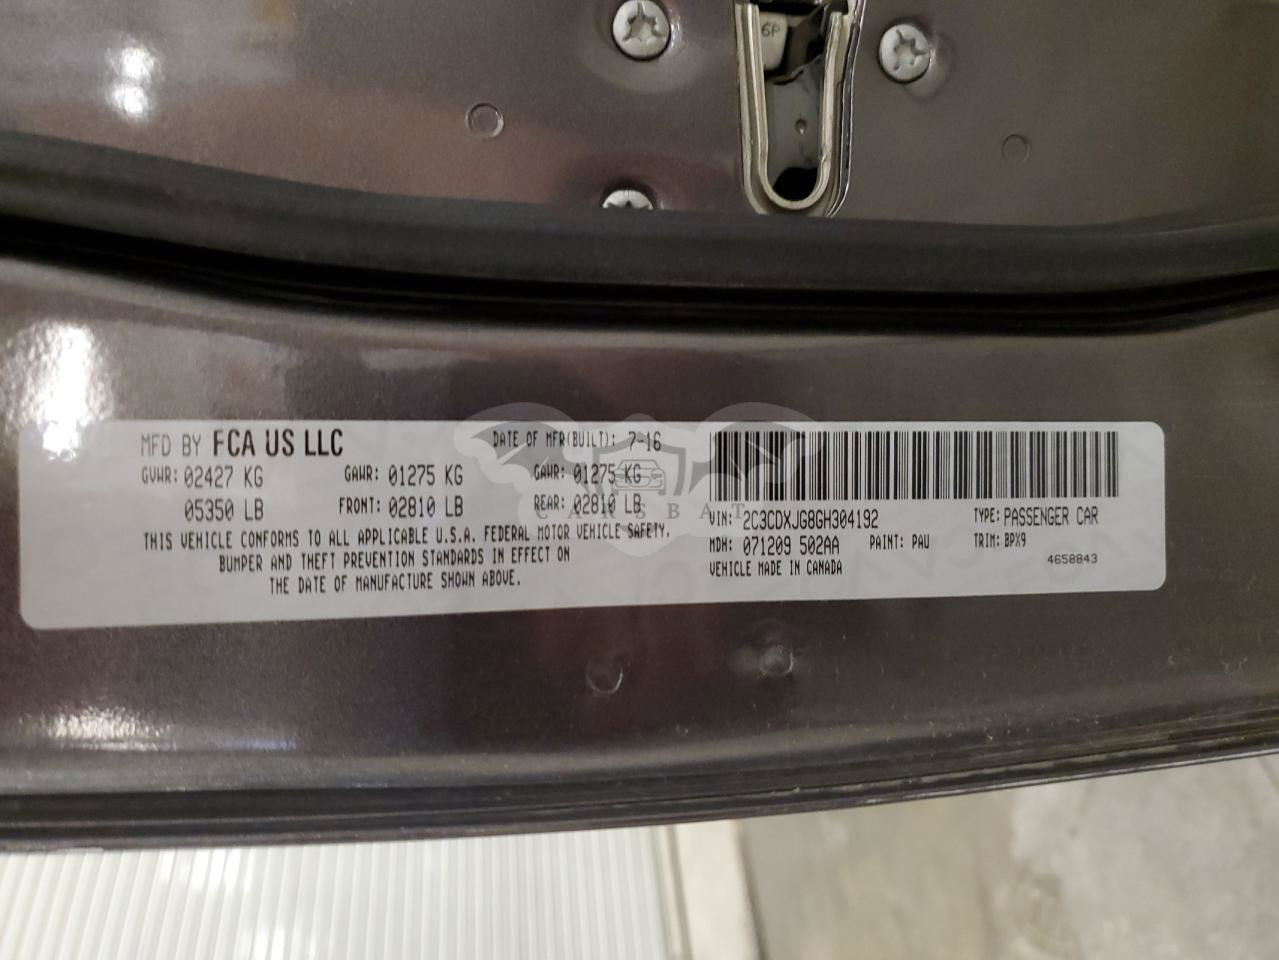 6P
MFD BY FCA US LLC DATE OF MFR(BUILT): 7-16
GVWR: 02427 KG GAWR: 01275 KG GAWR: 01275 KG
05350 LB FRONT: 02810 LB REAR: 02810 LB
THIS VEHICLE CONFORMS TO ALL APPLICABLE U.S.A. FEDERAL MOTOR VEHICLE SAFETY,
BUMPER AND THEFT PREVENTION STANDARDS IN EFFECT ON
THE DATE OF MANUFACTURE SHOWN ABOVE.
VIN: 2C3CDXJG8GH304192 TYPE: PASSENGER CAR
MDH: 071209 502AA PAINT: PAU TRIM: BPX9
VEHICLE MADE IN CANADA 4658843
CARSBAT